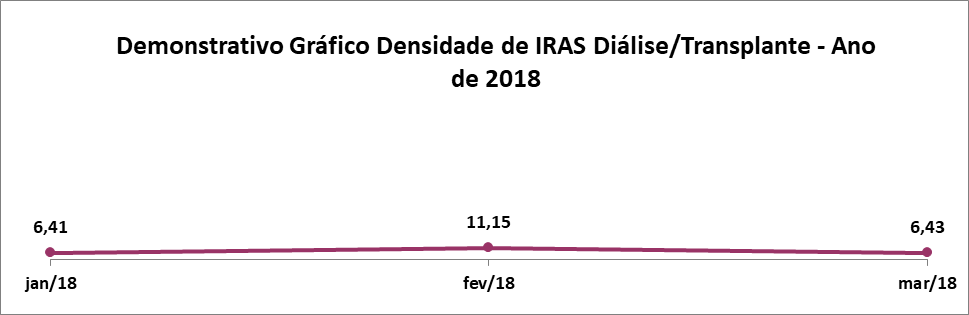 Demonstrativo Gráfico Densidade de IRAS Diálise/Transplante - Ano
de 2018
6,41
11,15
6,43
jan/18
fev/18
mar/18